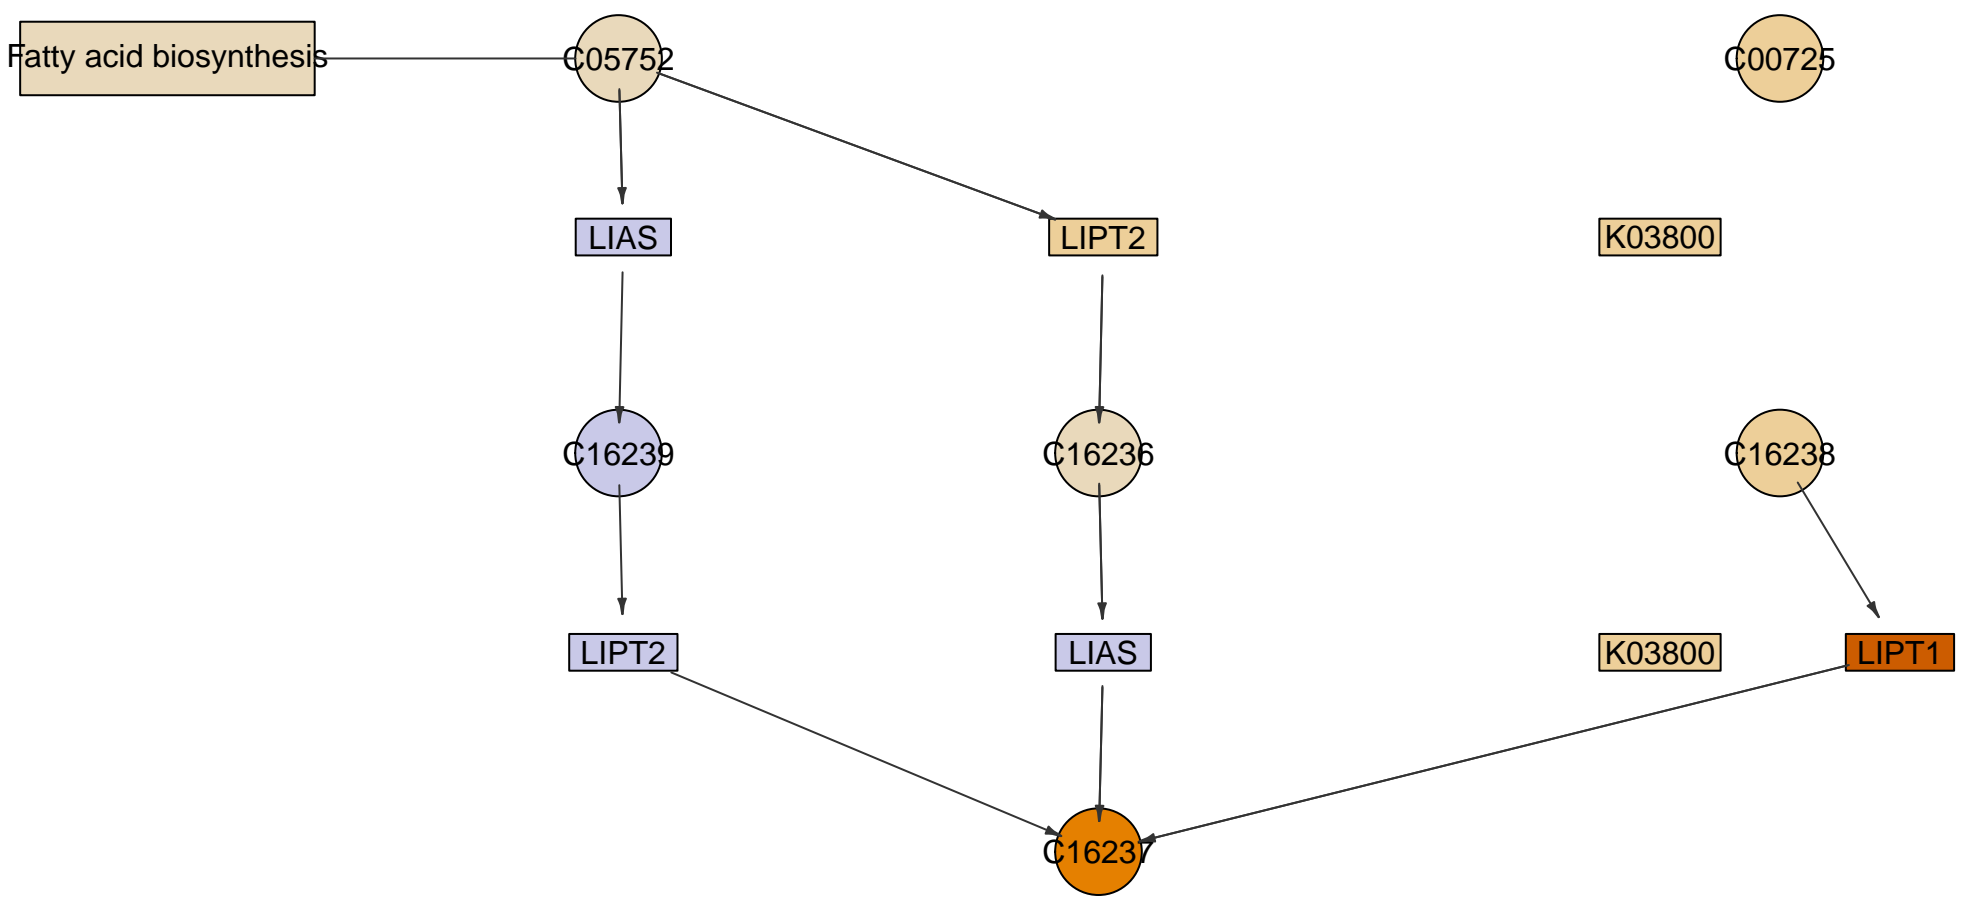 Fatty acid biosynthesis
C05752
C00725
LIAS
LIPT2
K03800
C16239
C16236
C16238
LIPT2
LIAS
K03800
LIPT1
C16237